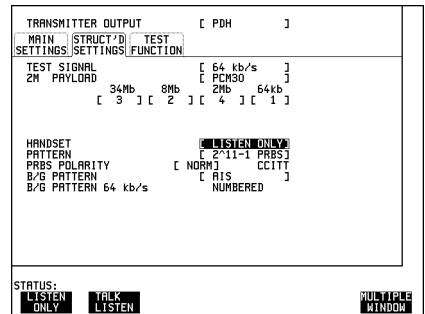 TRANSMITTER OUTPUT [ PDH ]
MAIN SETTINGS STRUCT'D SETTINGS TEST FUNCTION
TEST SIGNAL [ 64 kb/s ]
2M PAYLOAD [ PCM30 ]
34Mb 8Mb 2Mb 64kb
[ 3 ] [ 2 ] [ 4 ] [ 1 ]
HANDSET [ LISTEN ONLY]
PATTERN [ 2^11-1 PRBS]
PRBS POLARITY [ NORM] CCITT
B/G PATTERN [ AIS ]
B/G PATTERN 64 kb/s NUMBERED
STATUS:
LISTEN ONLY TALK LISTEN MULTIPLE WINDOW